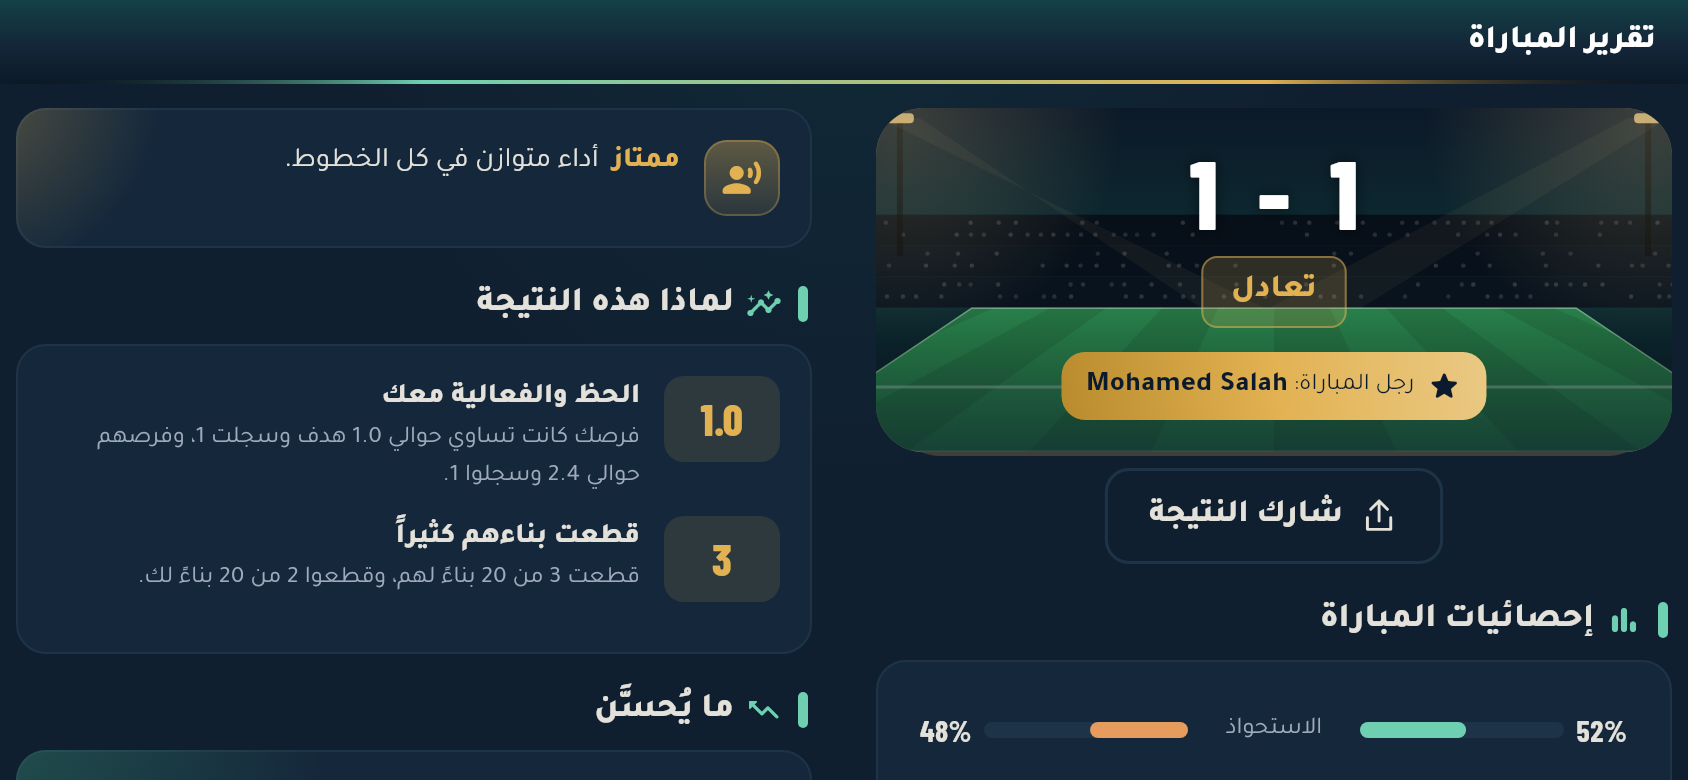 تقرير المباراة
1 - 1
تعادل
رجل المباراة: Mohamed Salah
شارك النتيجة
إحصائيات المباراة
52% الاستحواذ 48%
ممتاز أداء متوازن في كل الخطوط.
لماذا هذه النتيجة
1.0
الحظ والفعالية معك
فرصك كانت تساوي حوالي 1.0 هدف وسجلت 1، وفرصهم
حوالي 2.4 وسجلوا 1.
3
قطعت بناءهم كثيراً
قطعت 3 من 20 بناءً لهم، وقطعوا 2 من 20 بناءً لك.
ما يُحسَّن